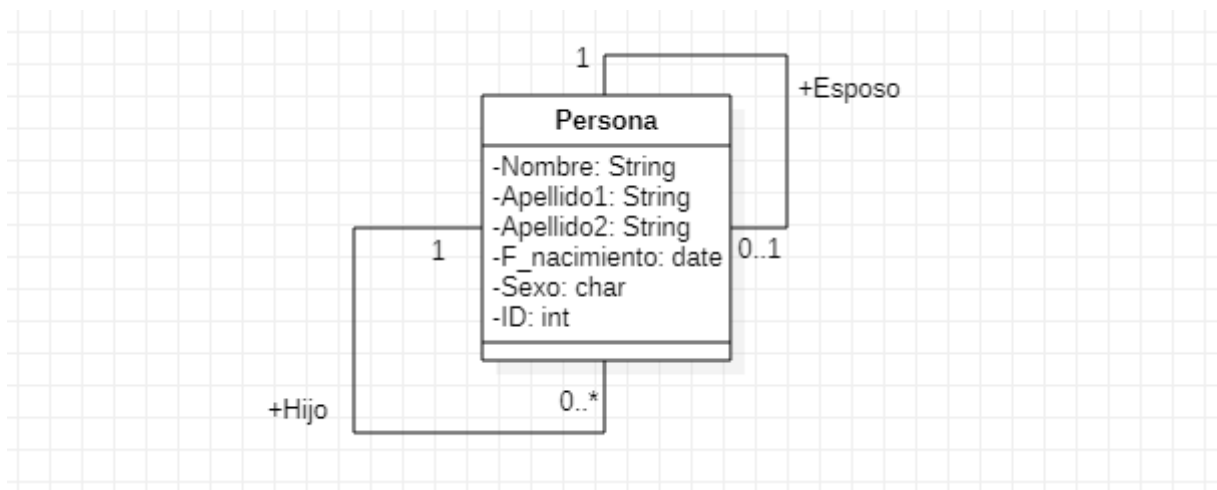 1
+Esposo
Persona
-Nombre: String
-Apellido1: String
-Apellido2: String
-F_nacimiento: date
-Sexo: char
-ID: int
1
0..1
0..*
+Hijo